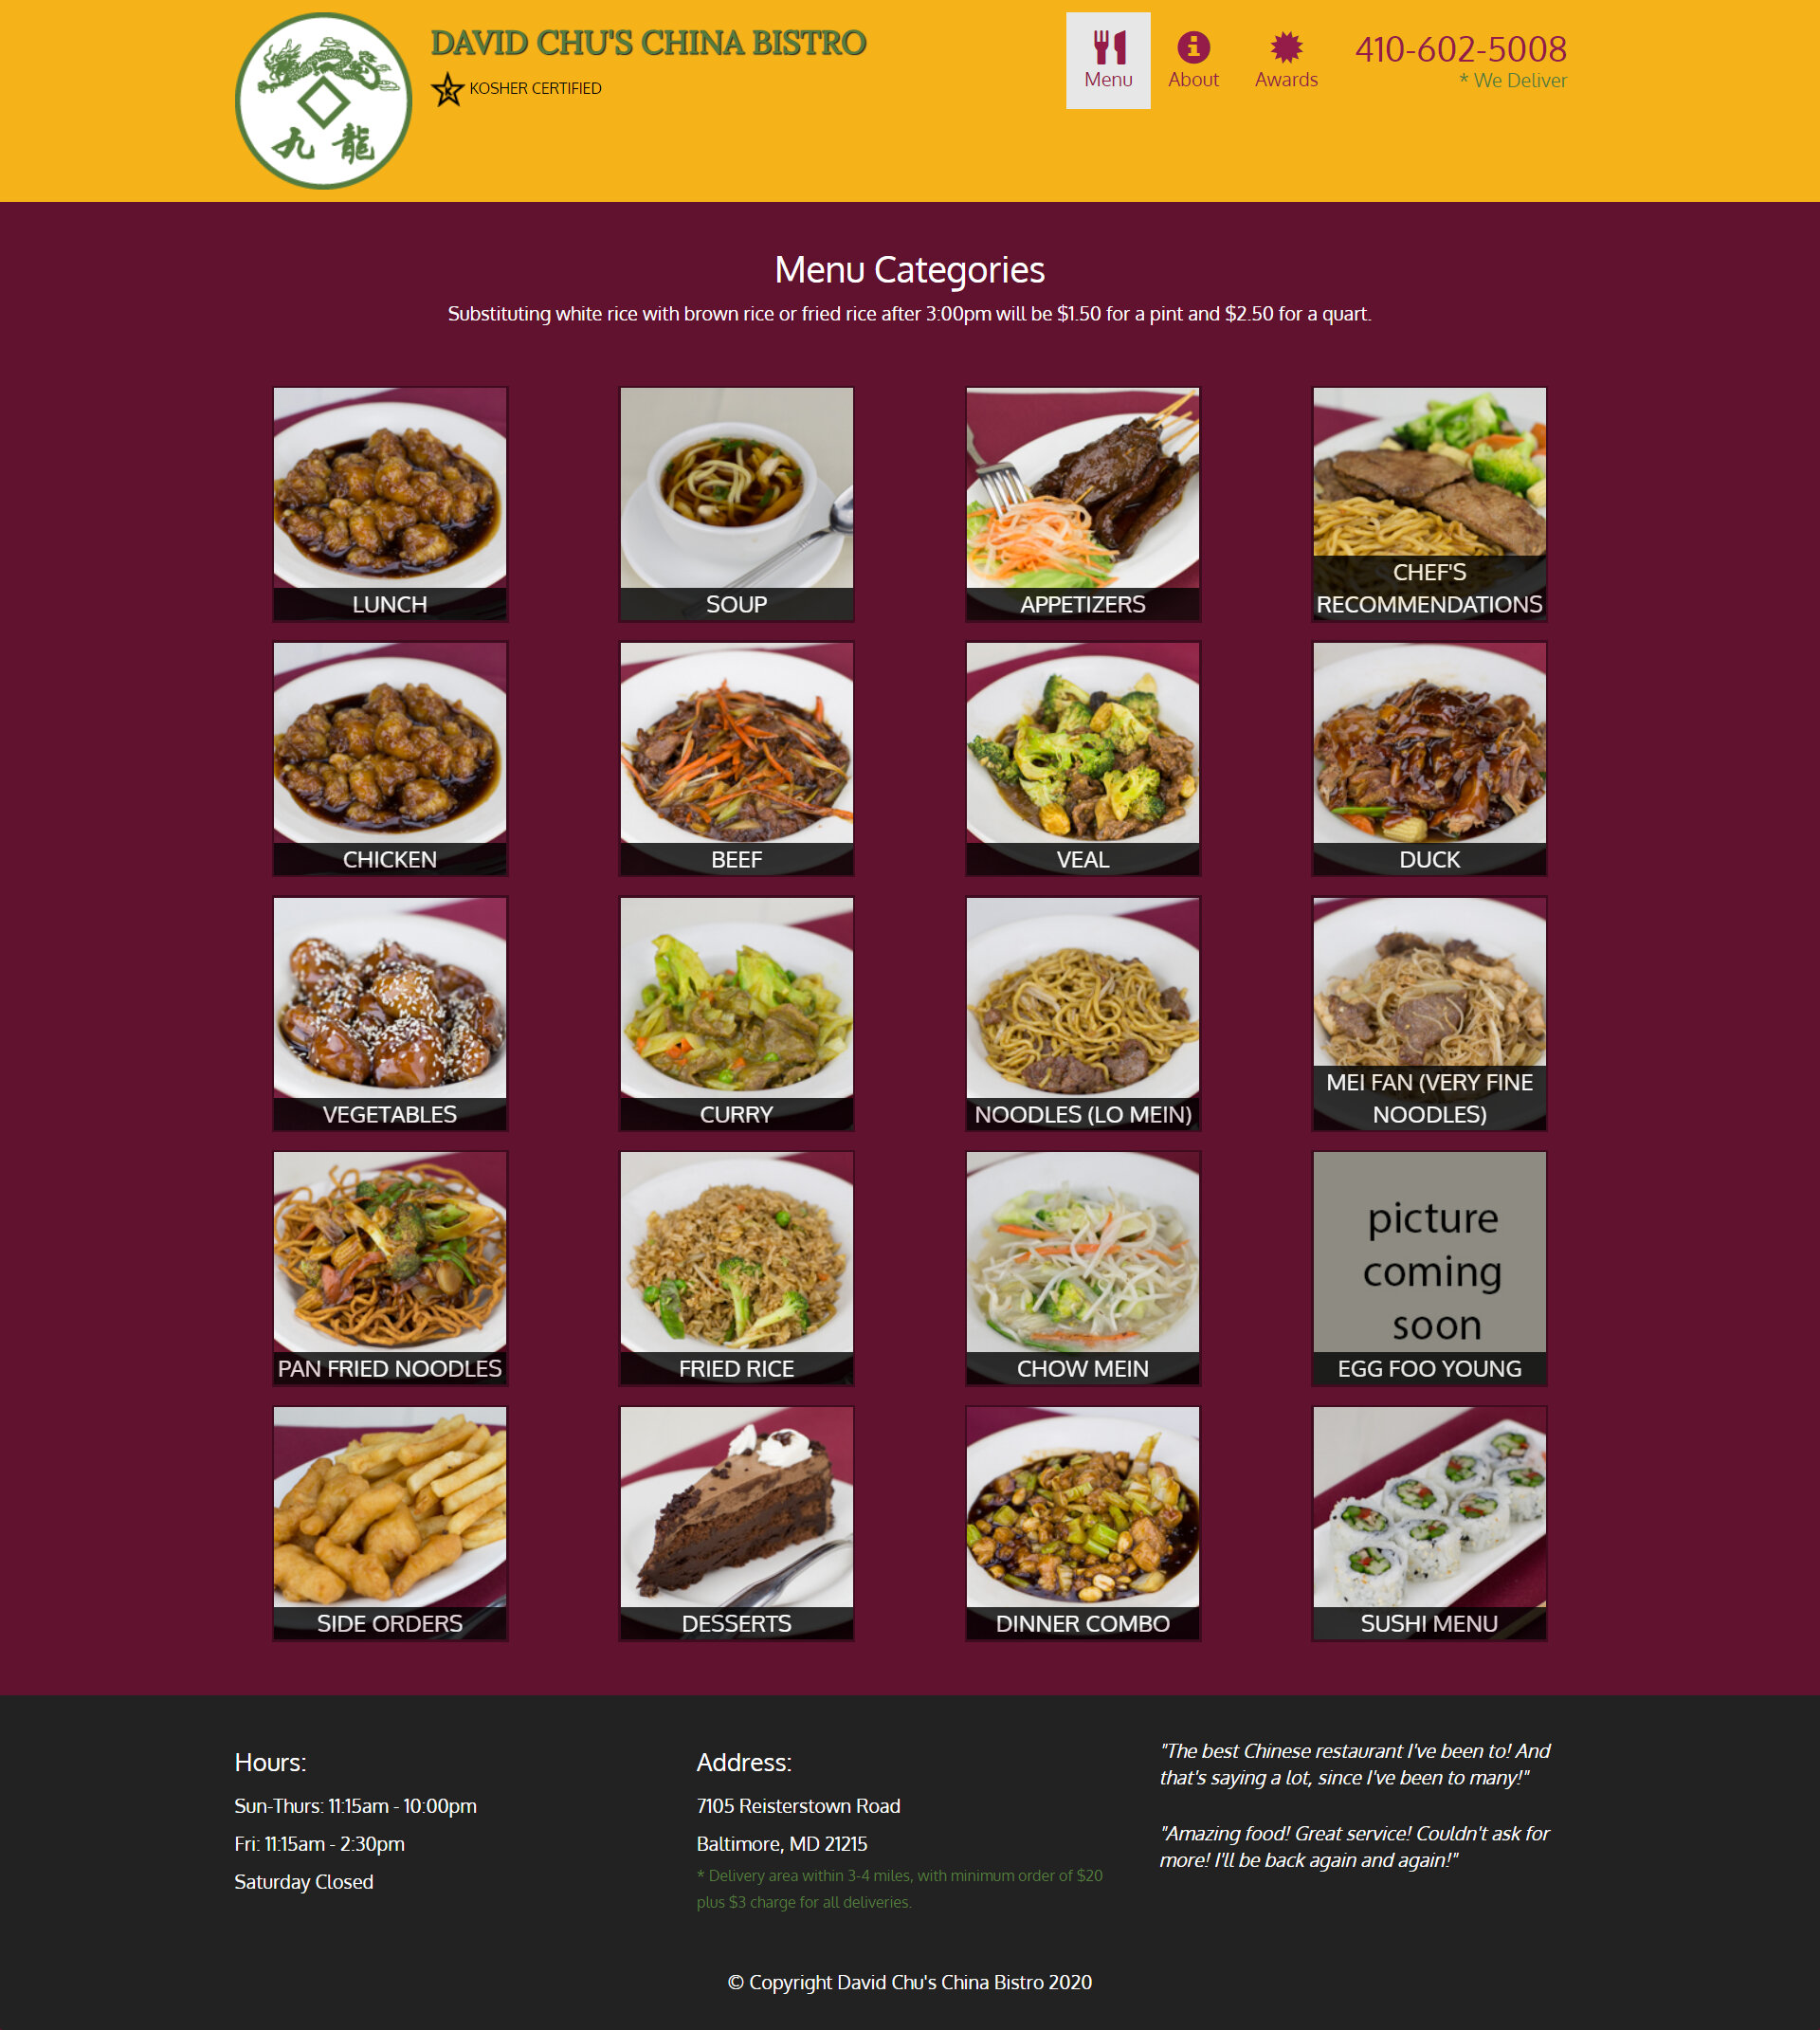 DAVID CHU'S CHINA BISTRO
K KOSHER CERTIFIED
九 龍
Menu
About
Awards
410-602-5008
* We Deliver
Menu Categories
Substituting white rice with brown rice or fried rice after 3:00pm will be $1.50 for a pint and $2.50 for a quart.
LUNCH
SOUP
APPETIZERS
CHEF'S
RECOMMENDATIONS
CHICKEN
BEEF
VEAL
DUCK
VEGETABLES
CURRY
NOODLES (LO MEIN)
MEI FAN (VERY FINE
NOODLES)
PAN FRIED NOODLES
FRIED RICE
CHOW MEIN
picture
coming
soon
EGG FOO YOUNG
SIDE ORDERS
DESSERTS
DINNER COMBO
SUSHI MENU
Hours:
Sun-Thurs: 11:15am - 10:00pm
Fri: 11:15am - 2:30pm
Saturday Closed
Address:
7105 Reisterstown Road
Baltimore, MD 21215
* Delivery area within 3-4 miles, with minimum order of $20
plus $3 charge for all deliveries.
"The best Chinese restaurant I've been to! And
that's saying a lot, since I've been to many!"
"Amazing food! Great service! Couldn't ask for
more! I'll be back again and again!"
© Copyright David Chu's China Bistro 2020